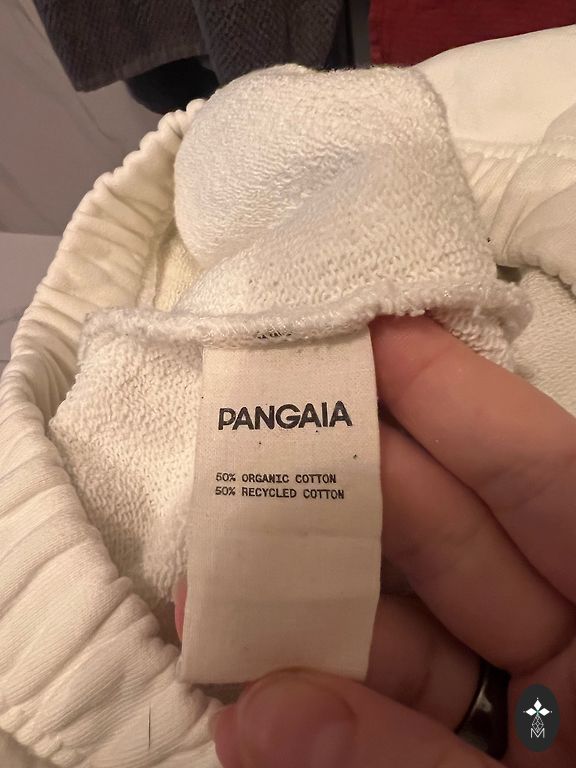 PANGAIA
50% ORGANIC COTTON
50% RECYCLED COTTON